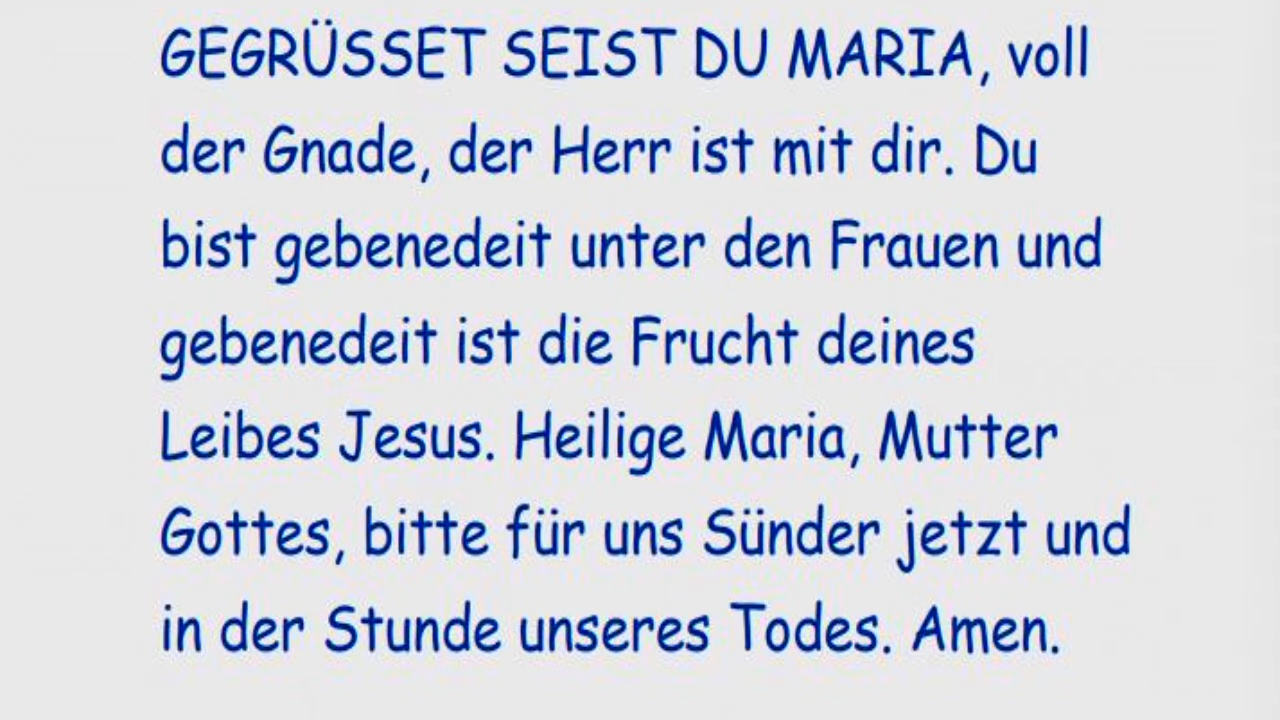 GEGRÜSSET SEIST DU MARIA, voll
der Gnade, der Herr ist mit dir. Du
bist gebenedeit unter den Frauen und
gebenedeit ist die Frucht deines
Leibes Jesus. Heilige Maria, Mutter
Gottes, bitte für uns Sünder jetzt und
in der Stunde unseres Todes. Amen.